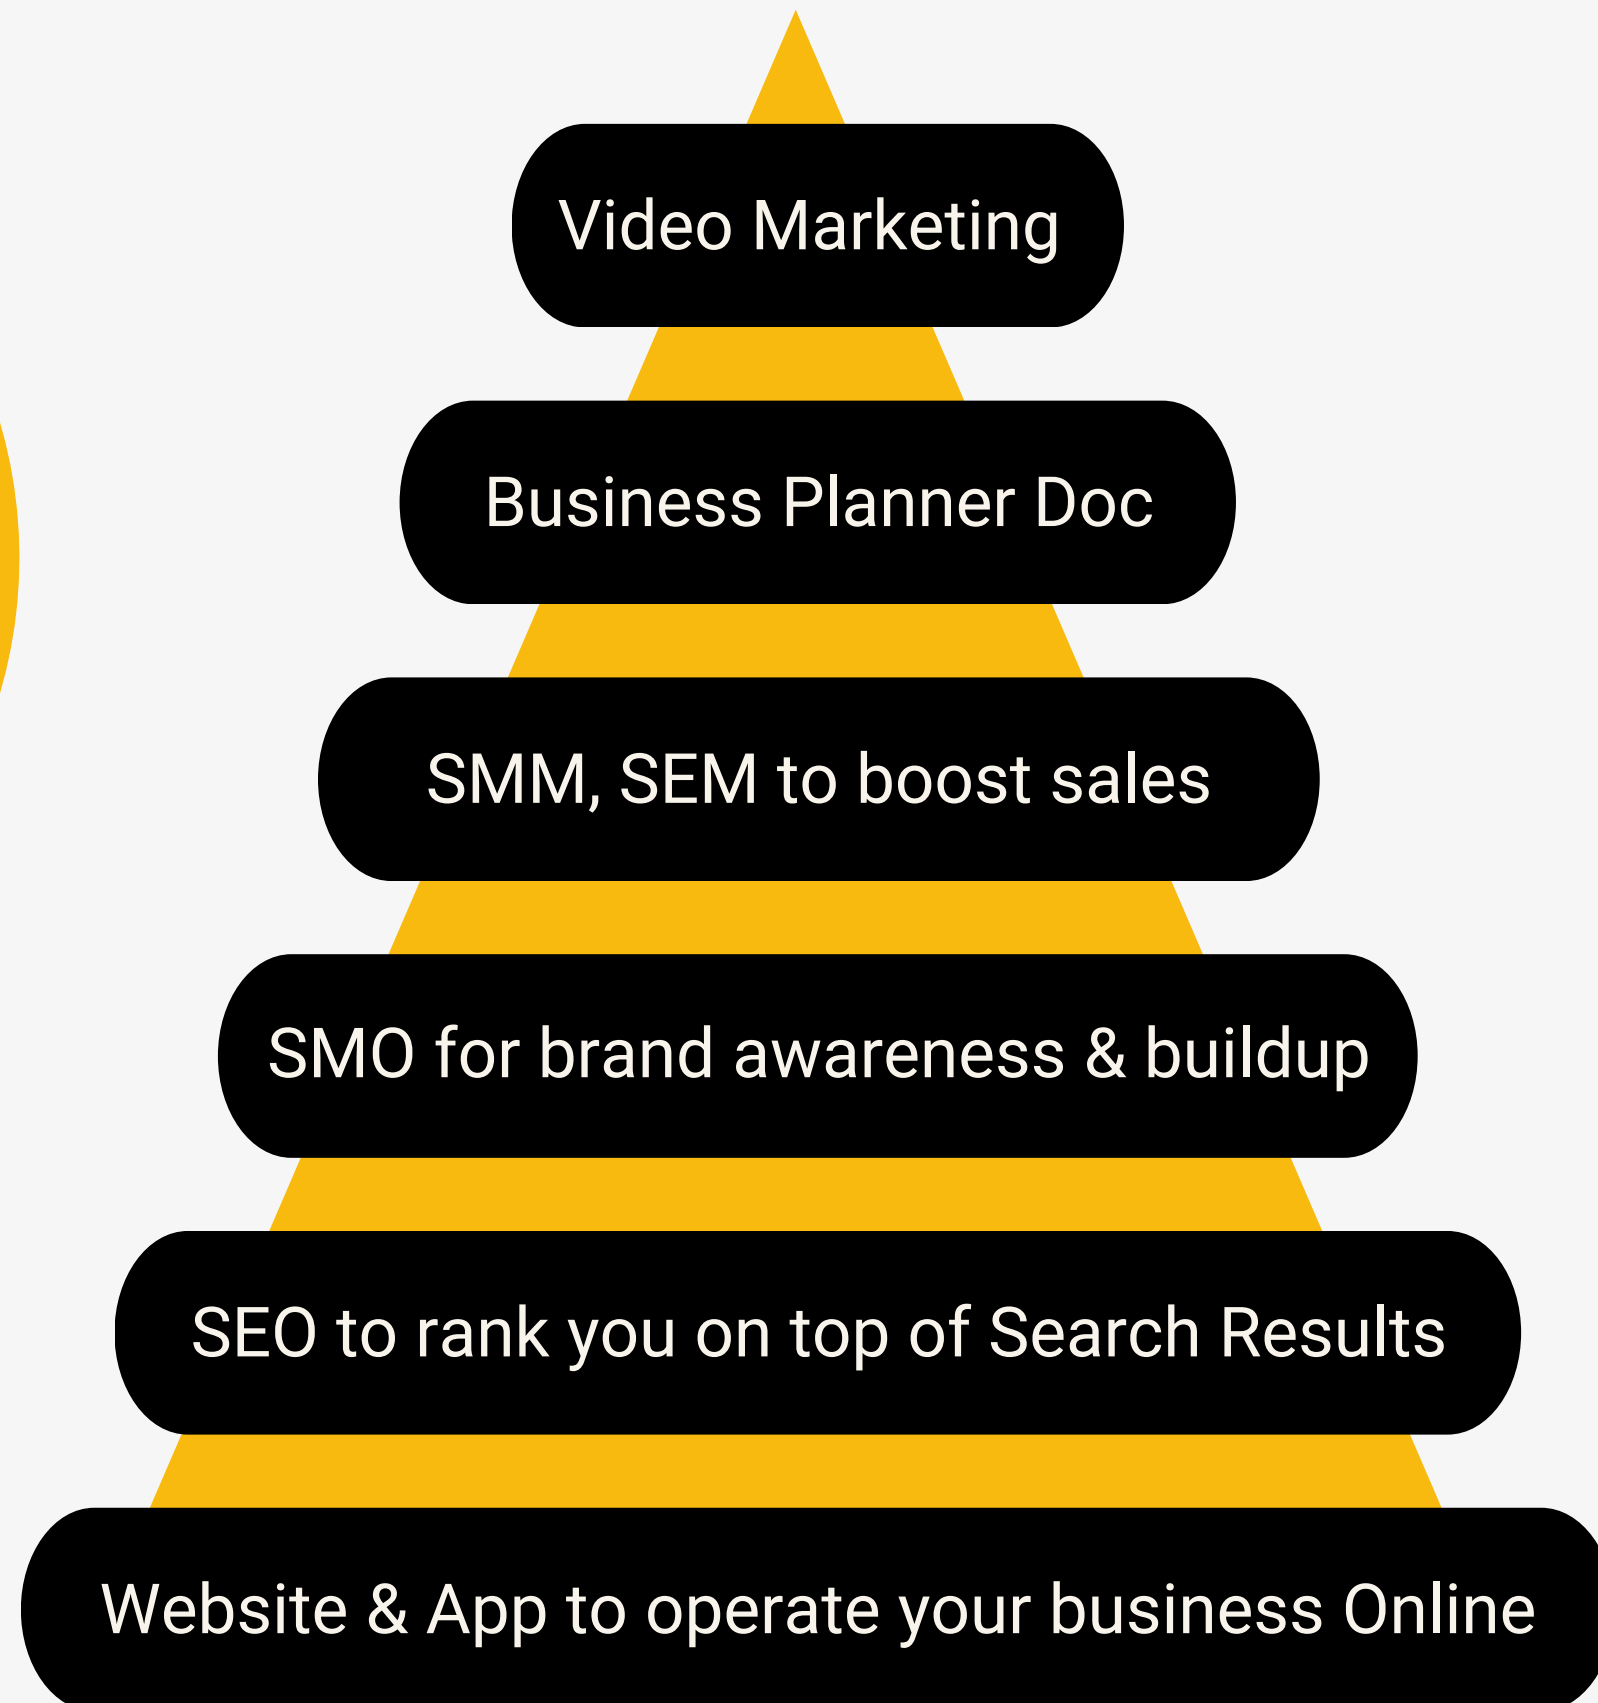 Video Marketing
Business Planner Doc
SMM, SEM to boost sales
SMO for brand awareness & buildup
SEO to rank you on top of Search Results
Website & App to operate your business Online